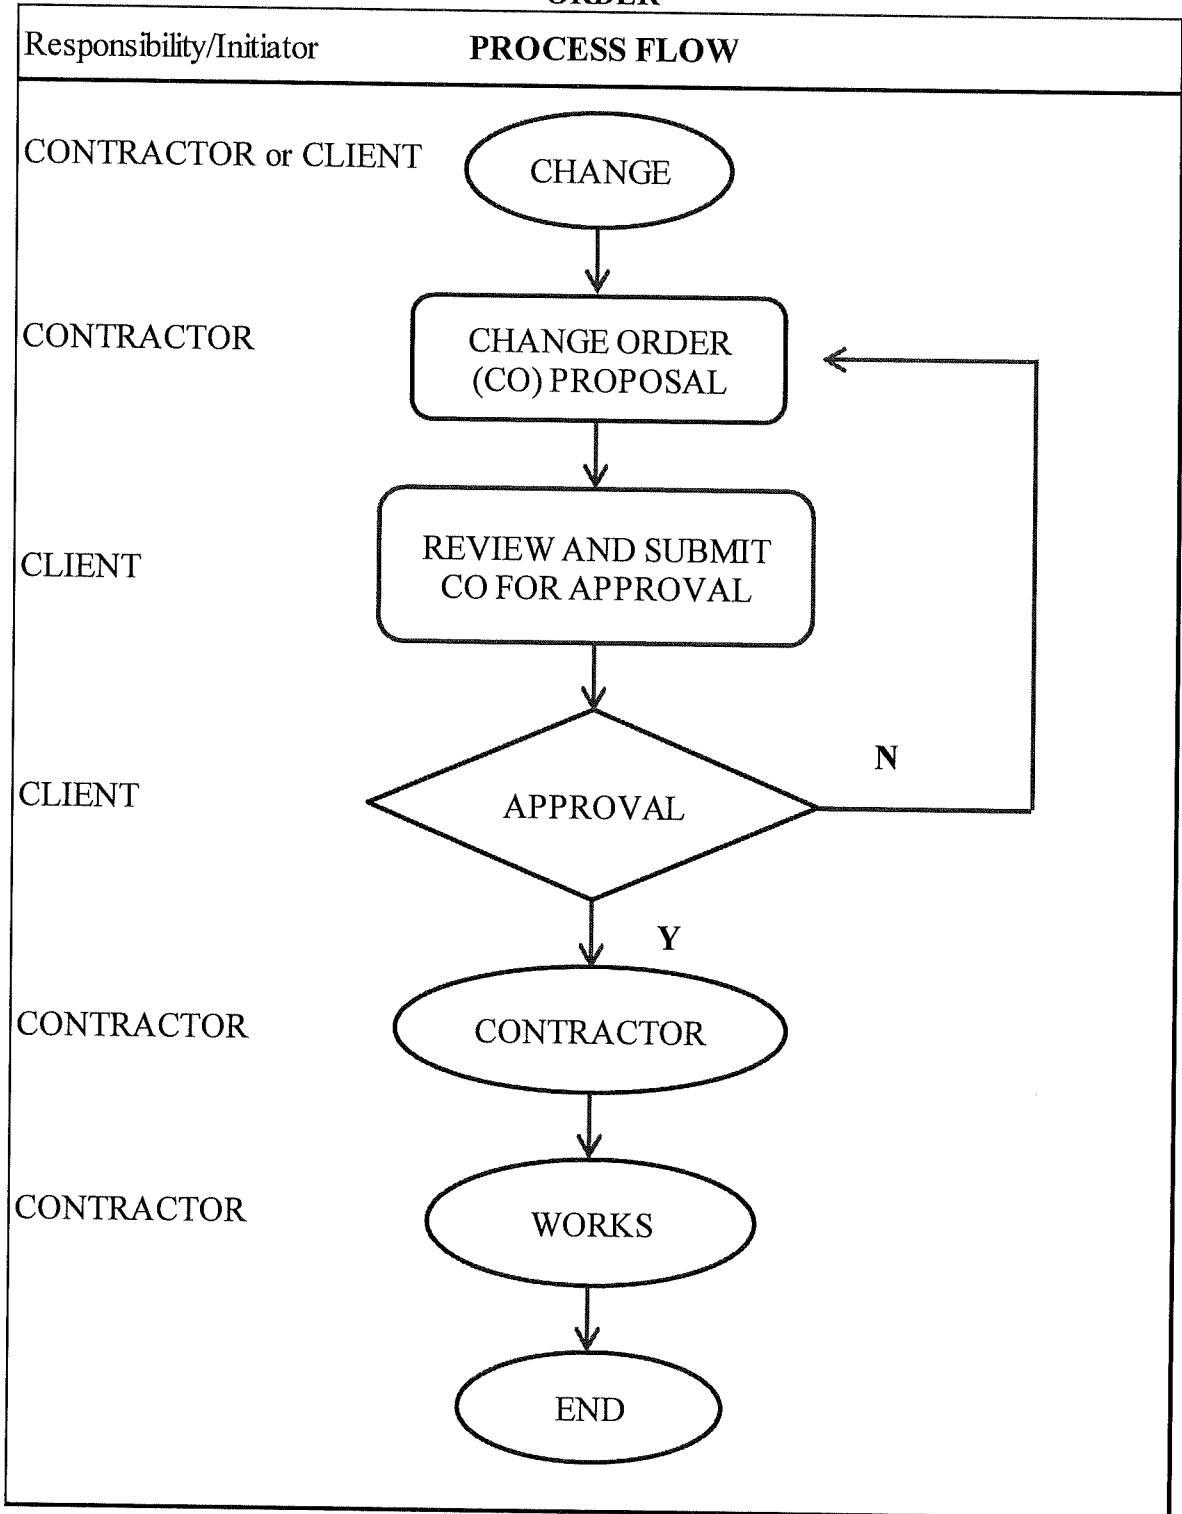 ORDER
Responsibility/Initiator PROCESS FLOW
CONTRACTOR or CLIENT CHANGE
CONTRACTOR CHANGE ORDER
(CO) PROPOSAL
CLIENT REVIEW AND SUBMIT
CO FOR APPROVAL
N
CLIENT APPROVAL
Y
CONTRACTOR CONTRACTOR
CONTRACTOR WORKS
END